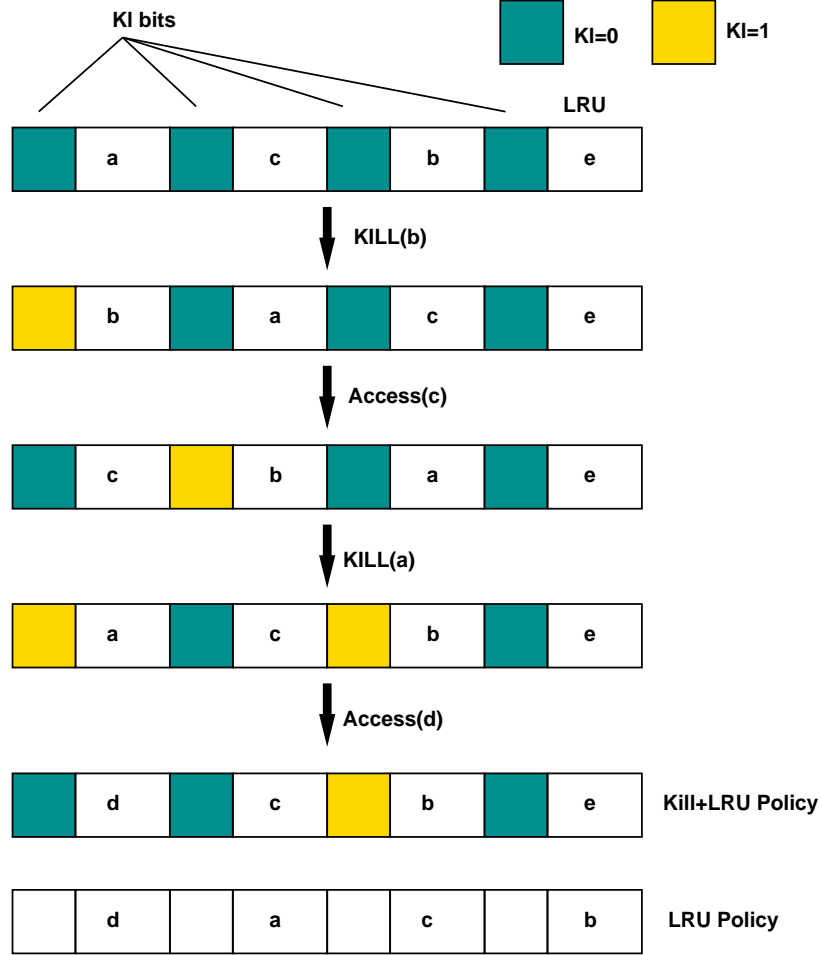 KI bits
KI=0
KI=1
LRU
a c b e
KILL(b)
b a c e
Access(c)
c b a e
KILL(a)
a c b e
Access(d)
d c b e Kill+LRU Policy
d a c b LRU Policy